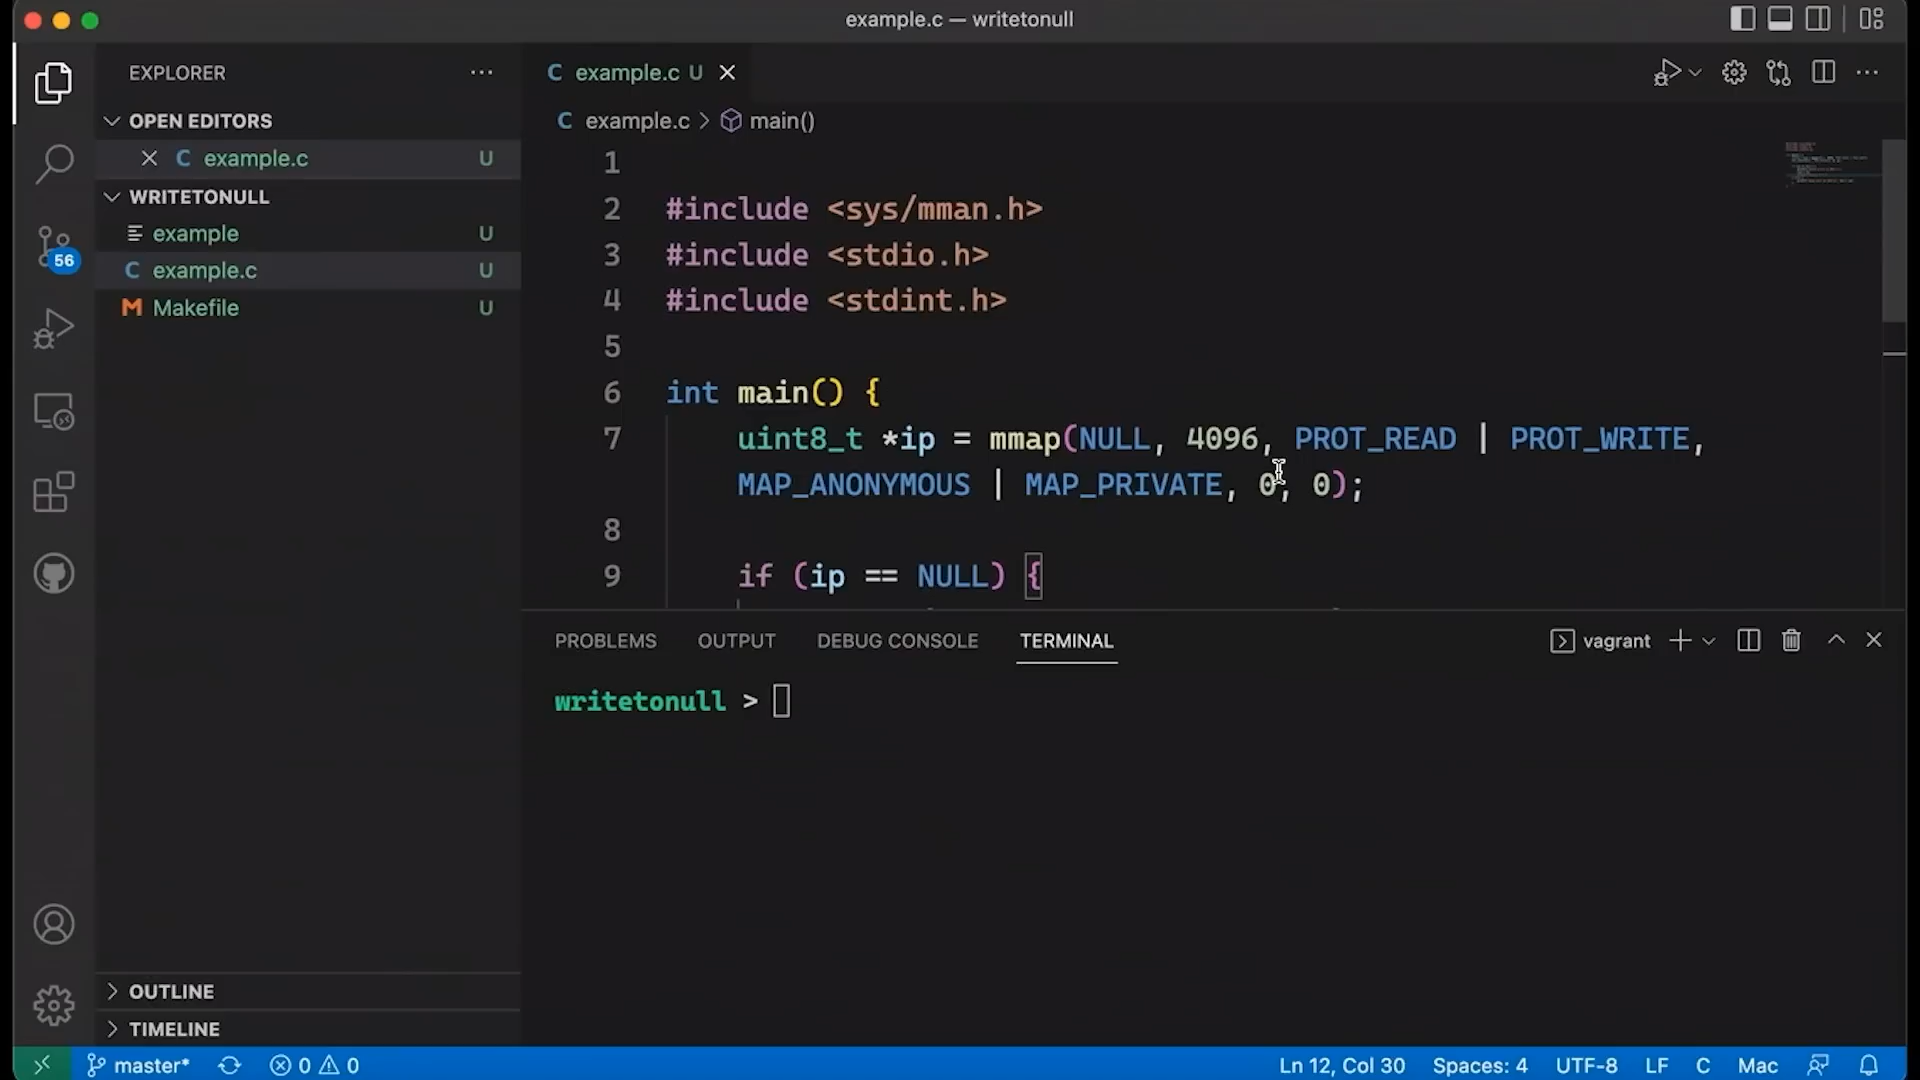 example.c — writetonull
EXPLORER
OPEN EDITORS
example.c U
WRITETONULL
example U
example.c U
Makefile U
OUTLINE
TIMELINE
example.c U
example.c > main()
1
2 #include <sys/mman.h>
3 #include <stdio.h>
4 #include <stdint.h>
5
6 int main() {
7 uint8_t *ip = mmap(NULL, 4096, PROT_READ | PROT_WRITE,
MAP_ANONYMOUS | MAP_PRIVATE, 0, 0);
8
9 if (ip == NULL) {
PROBLEMS OUTPUT DEBUG CONSOLE TERMINAL vagrant
writetonull >
56
master* 0 0 Ln 12, Col 30 Spaces: 4 UTF-8 LF C Mac